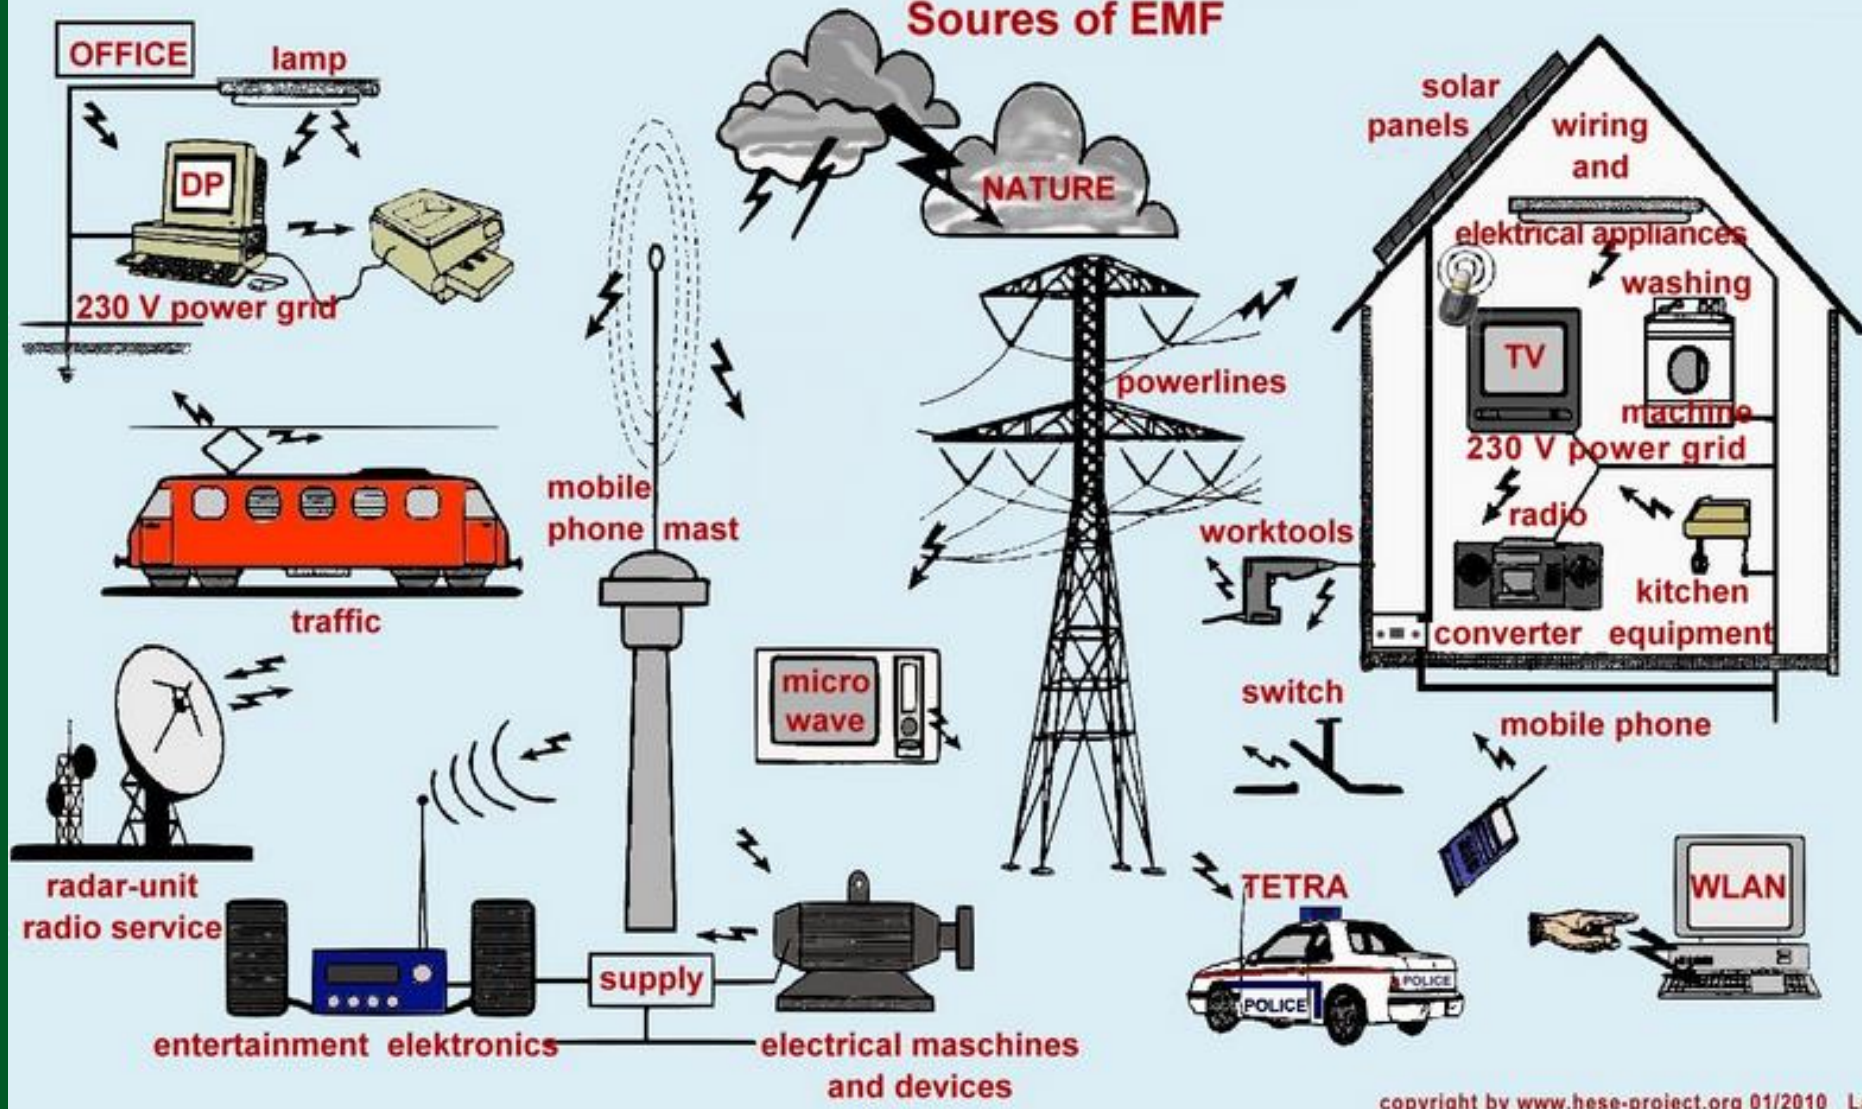 Soures of EMF
OFFICE
lamp
DP
230 V power grid
NATURE
solar
panels
wiring
and
elektrical appliances
washing
machine
TV
230 V power grid
radio
kitchen
equipment
converter
powerlines
mobile
phone mast
worktools
traffic
micro
wave
switch
mobile phone
radar-unit
radio service
TETRA
POLICE
POLICE
WLAN
supply
entertainment elektronics
electrical maschines
and devices
copyright by www.hese-project.org 01/2010